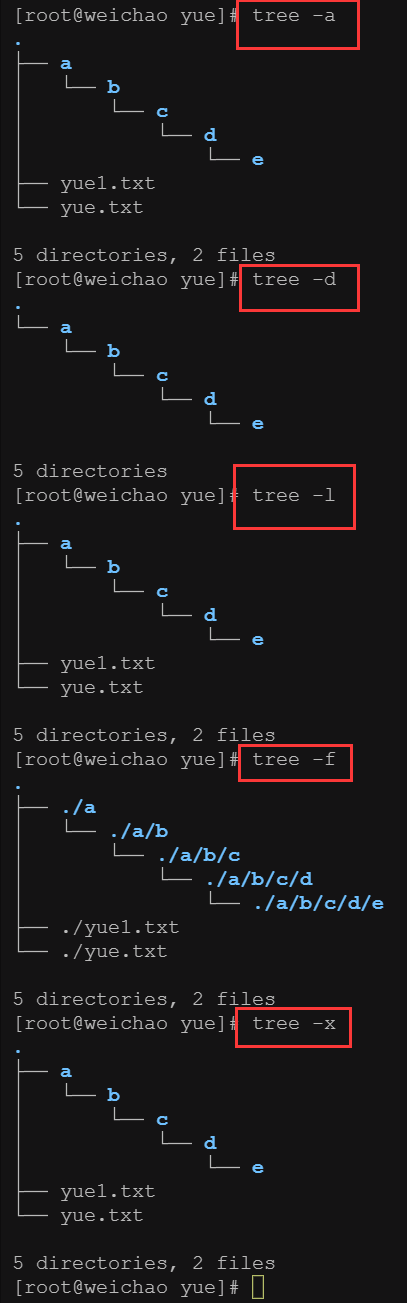 [root@weichao yue]# tree -a
.
├── a
│   └── b
│       └── c
│           └── d
│               └── e
├── yue1.txt
└── yue.txt
5 directories, 2 files
[root@weichao yue]# tree -d
.
└── a
    └── b
        └── c
            └── d
                └── e
5 directories
[root@weichao yue]# tree -l
.
├── a
│   └── b
│       └── c
│           └── d
│               └── e
├── yue1.txt
└── yue.txt
5 directories, 2 files
[root@weichao yue]# tree -f
.
├── ./a
│   └── ./a/b
│       └── ./a/b/c
│           └── ./a/b/c/d
│               └── ./a/b/c/d/e
├── ./yue1.txt
└── ./yue.txt
5 directories, 2 files
[root@weichao yue]# tree -x
.
├── a
│   └── b
│       └── c
│           └── d
│               └── e
├── yue1.txt
└── yue.txt
5 directories, 2 files
[root@weichao yue]#